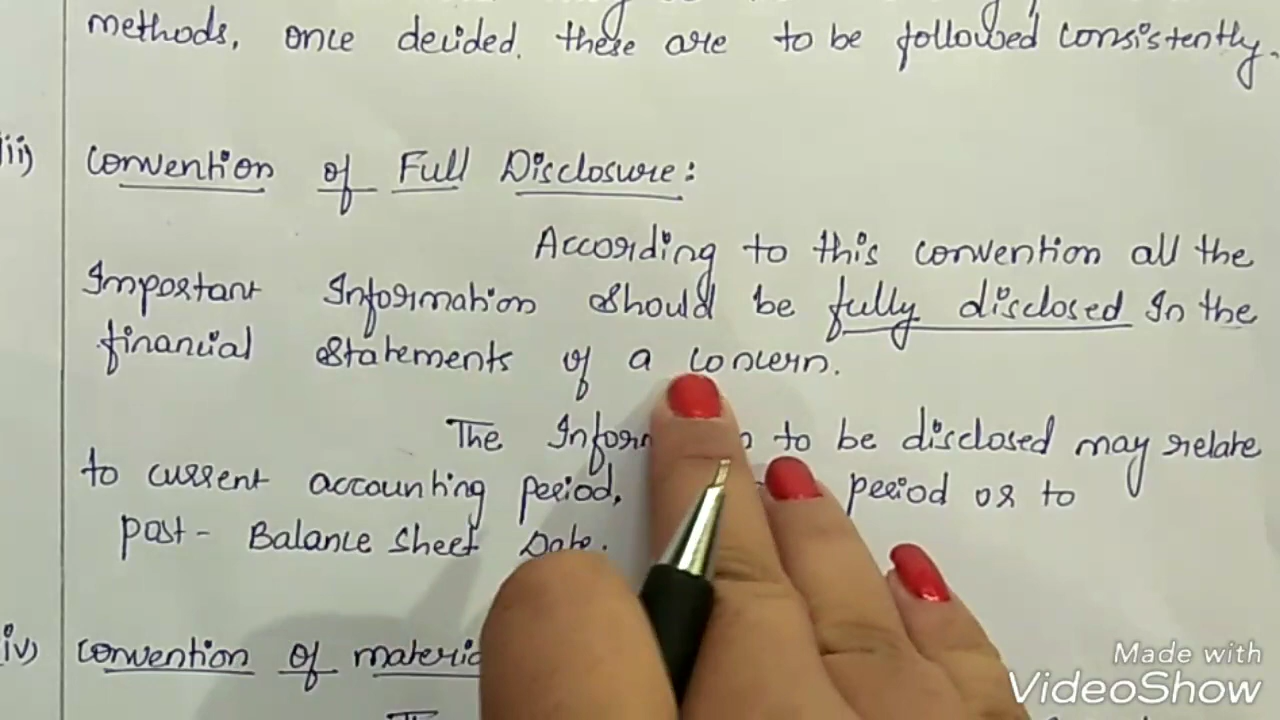 methods, once decided. these are to be followed consistently.
iii) Convention of Full Disclosure:
According to this convention all the
Important Information should be fully disclosed In the
financial statements of a concern.
The to be disclosed may relate
to current accounting period, period or to
post- Balance sheet Date.
iv) Convention of
The
Made with
VideoShow